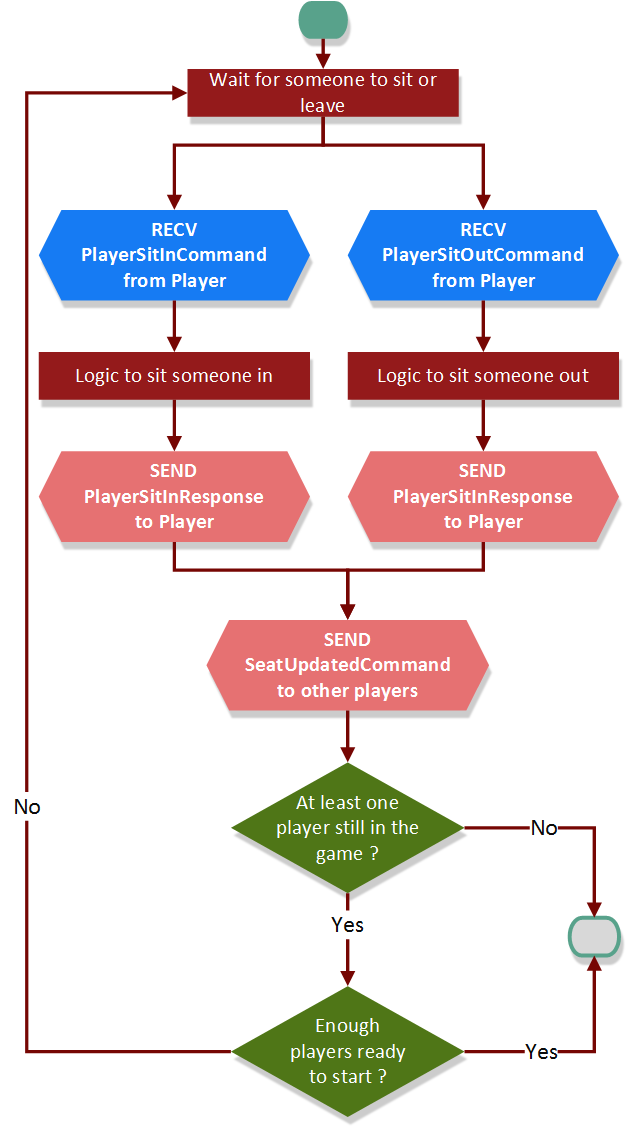 Wait for someone to sit or
leave
RECV
PlayerSitInCommand
from Player
RECV
PlayerSitOutCommand
from Player
Logic to sit someone in
Logic to sit someone out
SEND
PlayerSitInResponse
to Player
SEND
PlayerSitInResponse
to Player
SEND
SeatUpdatedCommand
to other players
At least one
player still in the
game ?
No
No
Yes
Enough
players ready
to start ?
Yes